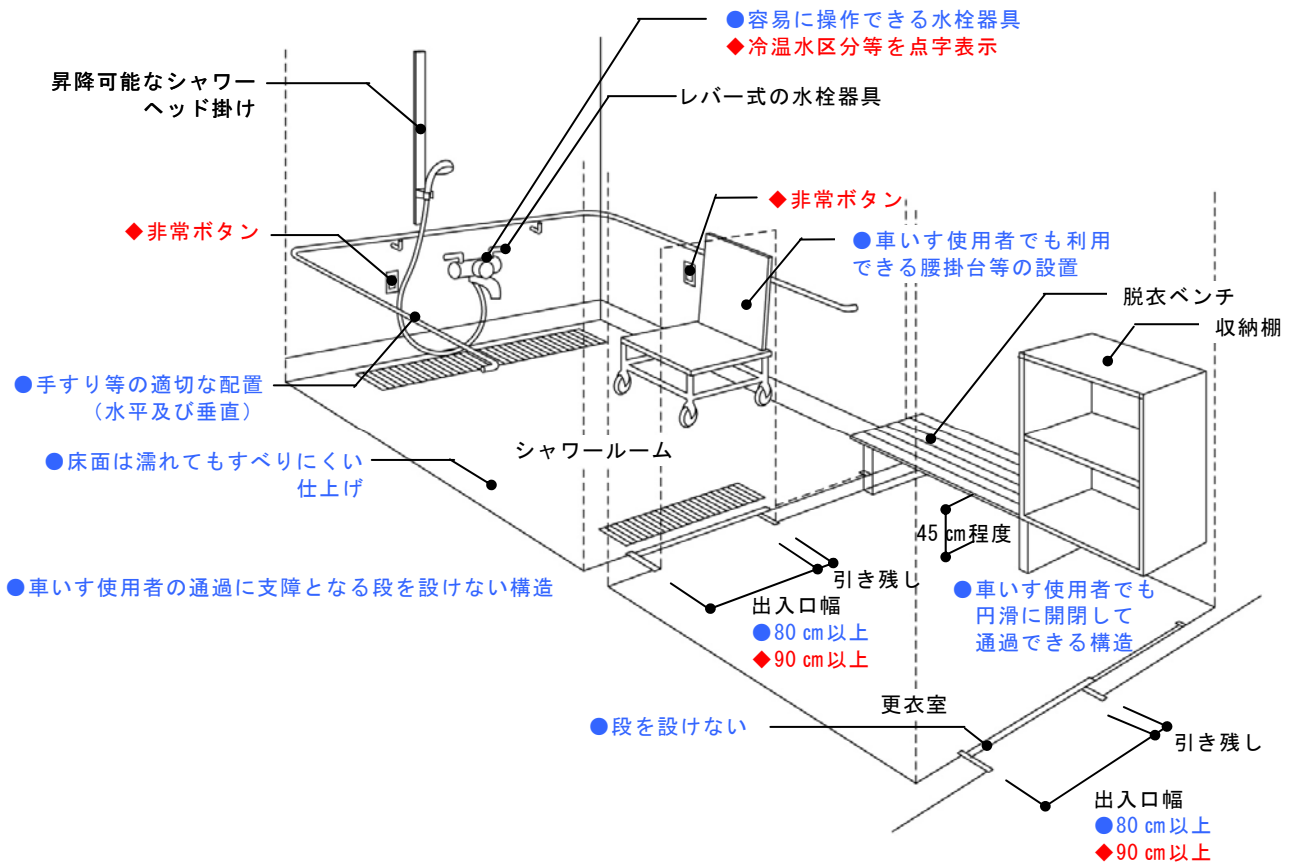 ●容易に操作できる水栓器具
◆冷温水区分等を点字表示
昇降可能なシャワー
ヘッド掛け
レバー式の水栓器具
◆非常ボタン
◆非常ボタン
●車いす使用者でも利用
できる腰掛台等の設置
脱衣ベンチ
収納棚
●手すり等の適切な配置
（水平及び垂直）
シャワールーム
●床面は濡れてもすべりにくい
仕上げ
45㎝程度
●車いす使用者の通過に支障となる段を設けない構造
引き残し
出入口幅
●80㎝以上
◆90㎝以上
●車いす使用者でも
円滑に開閉して
通過できる構造
更衣室
●段を設けない
引き残し
出入口幅
●80㎝以上
◆90㎝以上